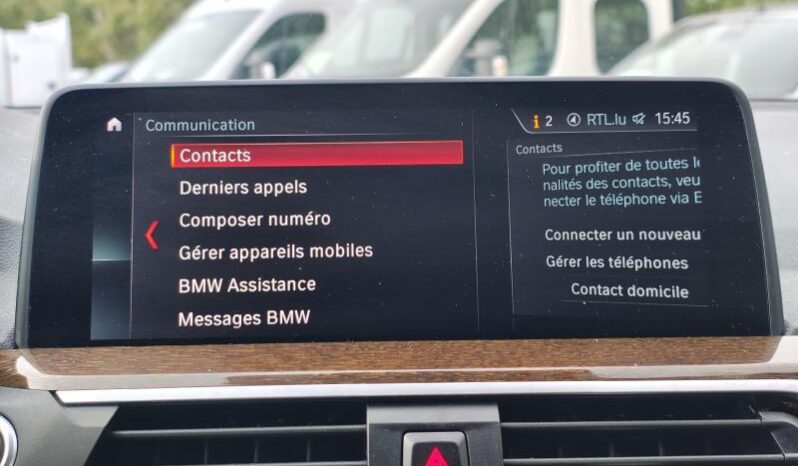 Communication
i 2 RTL.lu 15:45
Contacts
Derniers appels
Composer numéro
Gérer appareils mobiles
BMW Assistance
Messages BMW
Contacts
Pour profiter de toutes
nalités des contacts,
necter le téléphone via
Connecter un nouveau
Gérer les téléphones
Contact domicile